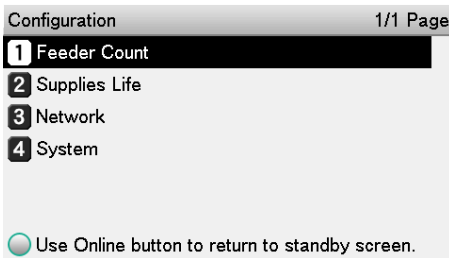 Configuration 1/1 Page
1 Feeder Count
2 Supplies Life
3 Network
4 System
Use Online button to return to standby screen.